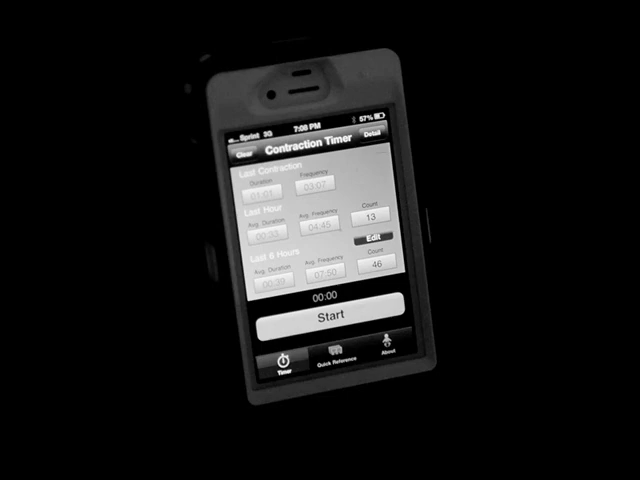 Sprint 3G 7:08 PM 57%
Clear Contraction Timer Detail
Last Contraction
Duration Frequency
01:01 03:07
Last Hour
Avg. Duration Avg. Frequency Count
00:33 04:45 13
Edit
Last 6 Hours
Avg. Duration Avg. Frequency Count
00:39 07:50 46
00:00
Start
Timer Quick Reference About